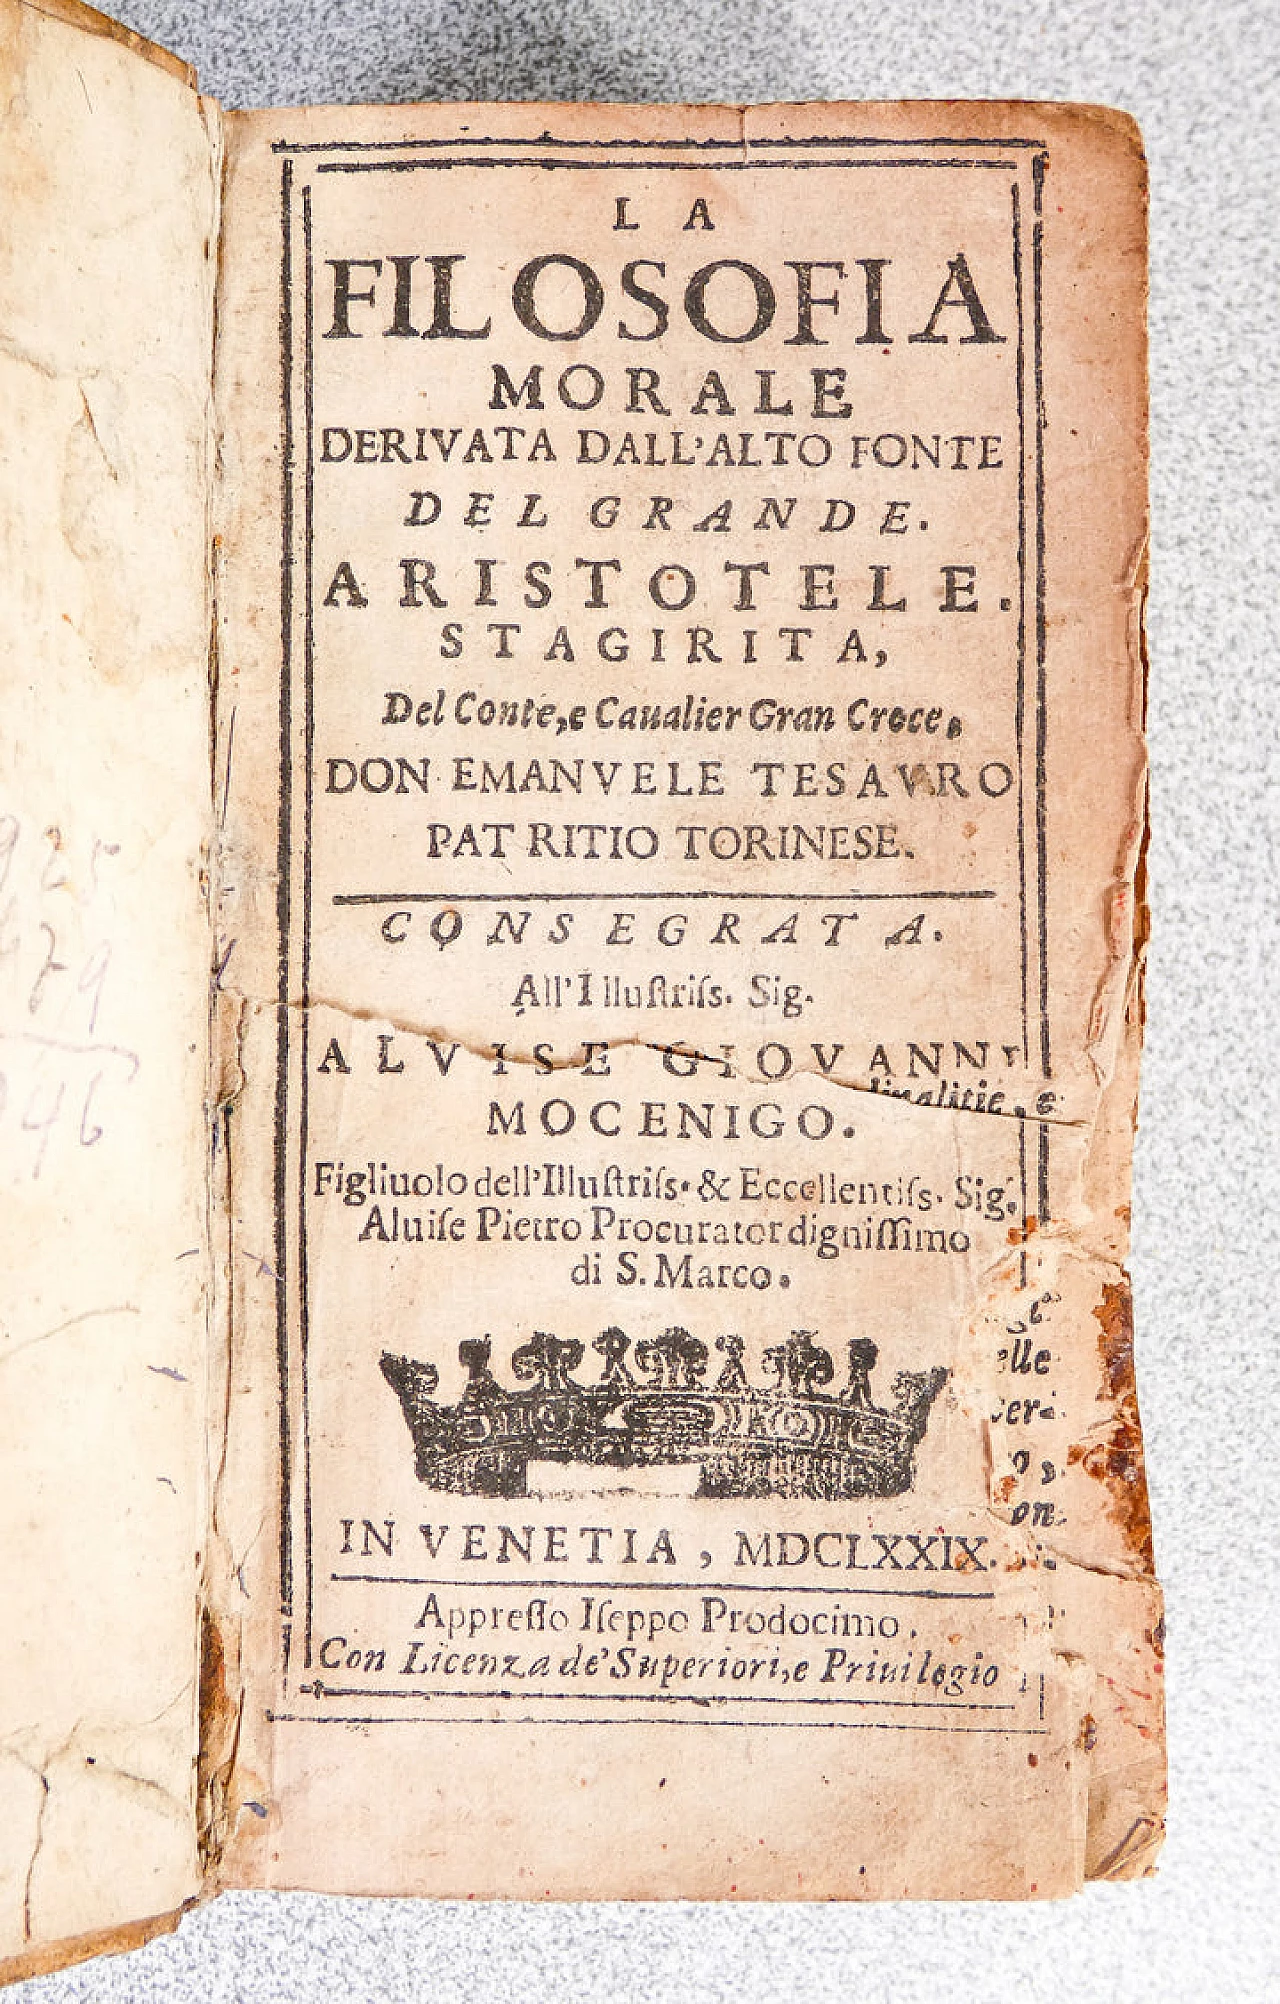 LA
FILOSOFIA
MORALE
DERIVATA DALL'ALTO FONTE
DEL GRANDE.
ARISTOTELE.
STAGIRITA,
Del Conte, e Caualier Gran Croce,
DON EMANVELE TESAVRO
PATRITIO TORINESE.
CONSEGRATA.
All'Illuſtriſs. Sig.
ALVISE GIOVANNI
MOCENIGO.
Figliuolo dell'Illuſtriſs. & Eccellentiſs. Sig.
Aluiſe Pietro Procurator digniſſimo
di S. Marco.
IN VENETIA, MDCLXXIX.
Appreſſo Iſeppo Prodocimo.
Con Licenza de' Superiori, e Priuilegio
elle
on-